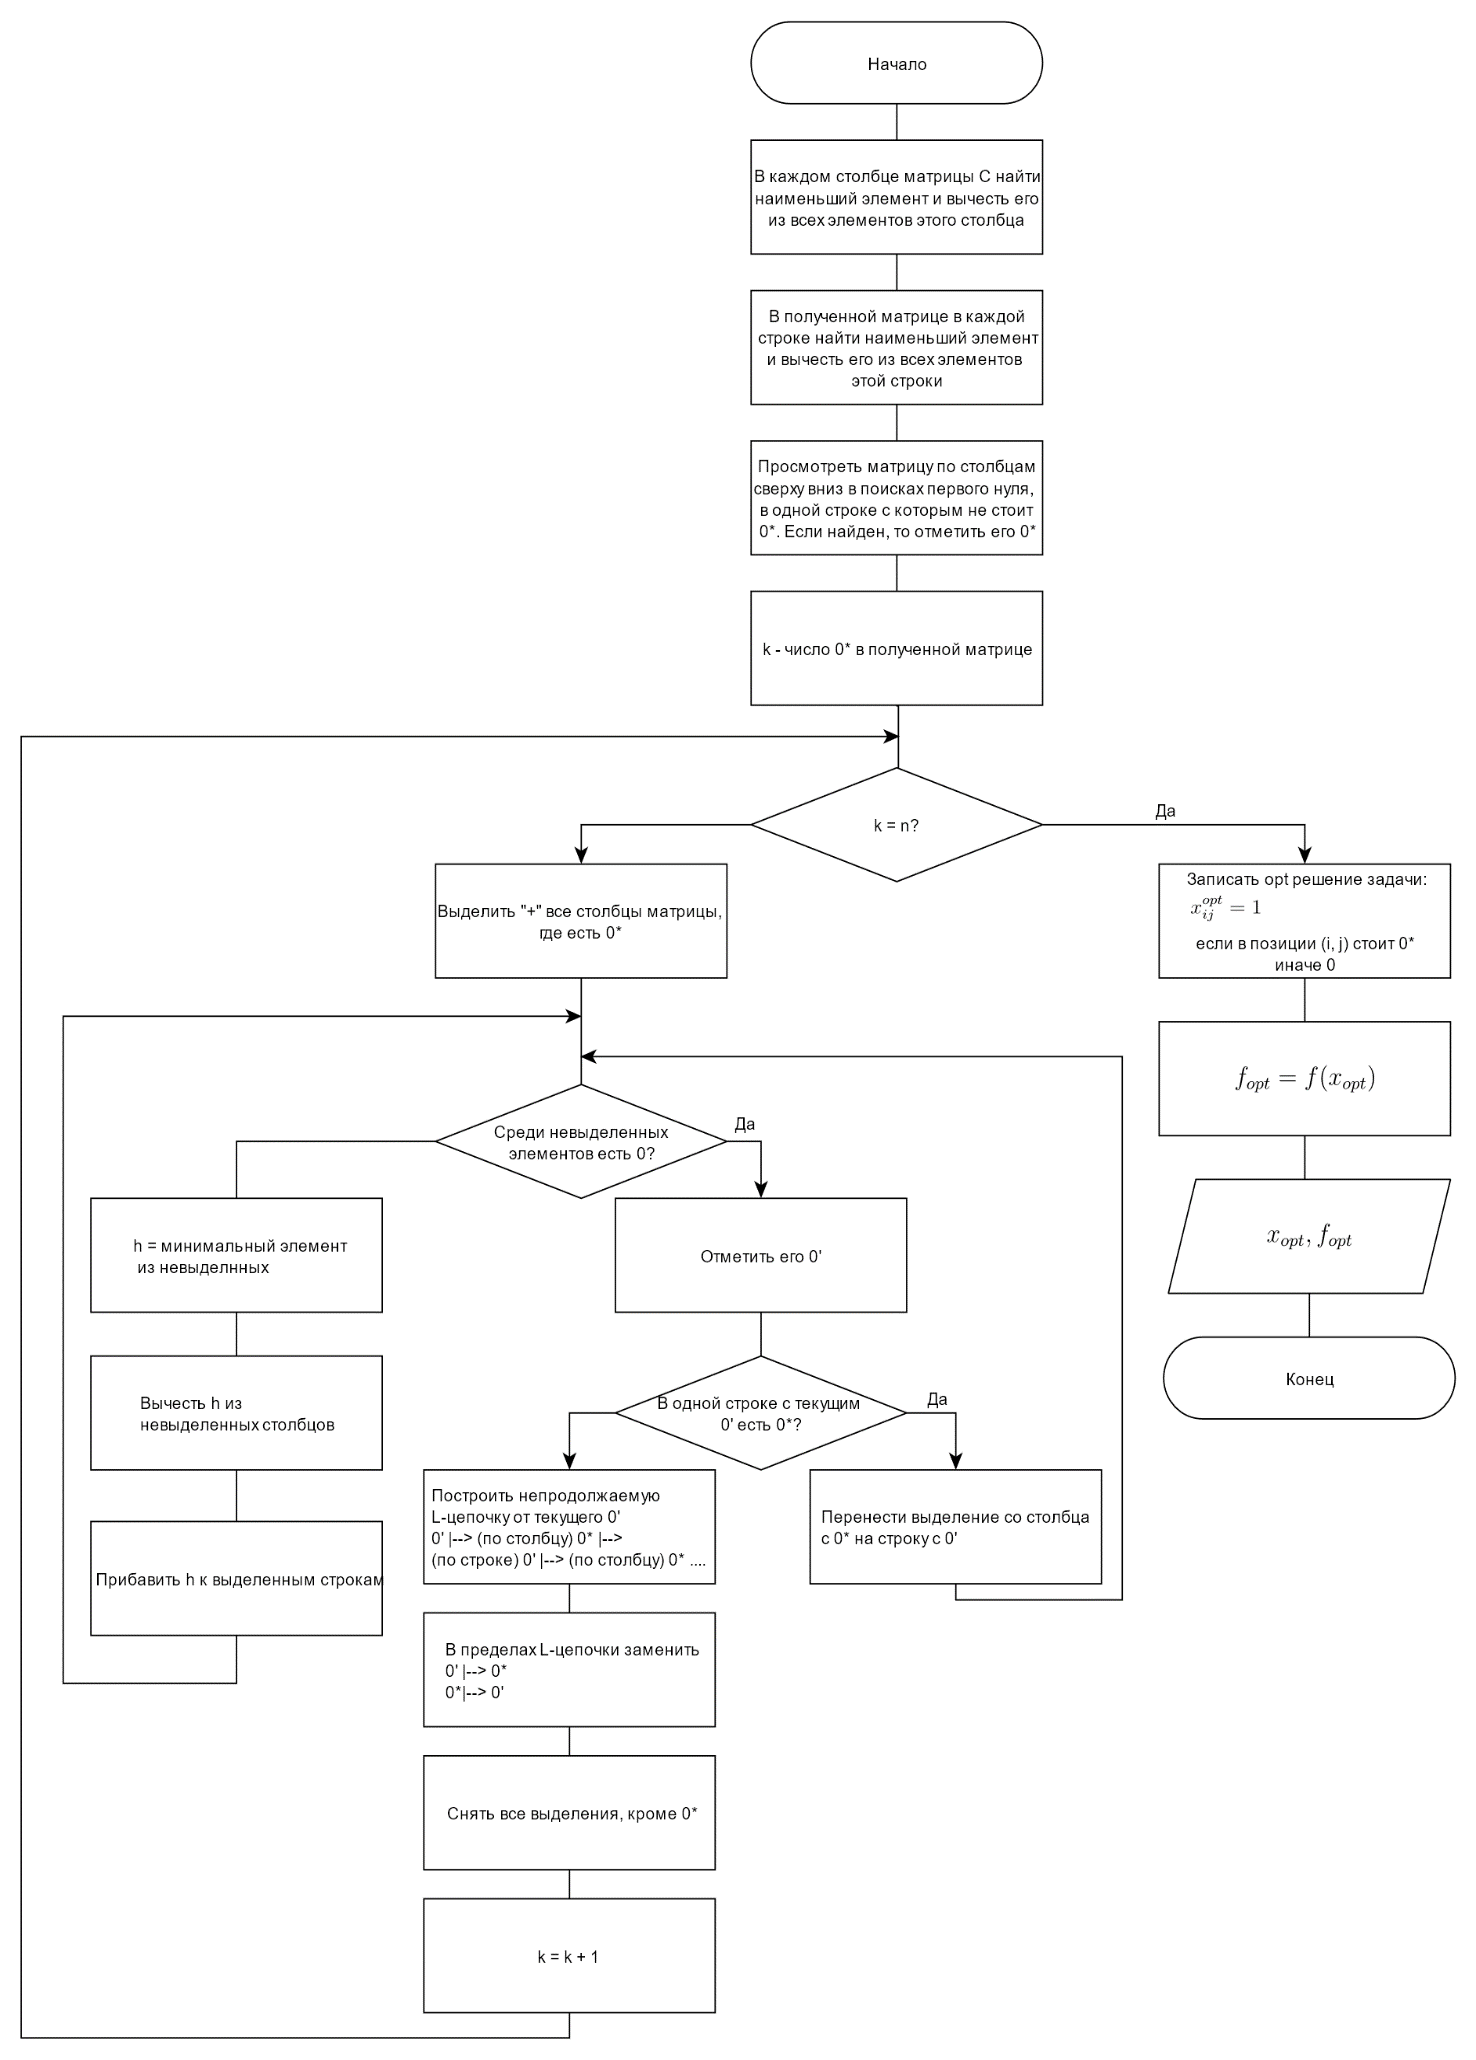 Начало
В каждом столбце матрицы С найти
наименьший элемент и вычесть его
из всех элементов этого столбца
В полученной матрице в каждой
строке найти наименьший элемент
и вычесть его из всех элементов
этой строки
Просмотреть матрицу по столбцам
сверху вниз в поисках первого нуля,
в одной строке с которым не стоит
0*. Если найден, то отметить его 0*
k - число 0* в полученной матрице
k = n?
Да
Выделить "+" все столбцы матрицы,
где есть 0*
Записать opt решение задачи:
x_{ij}^{opt} = 1
если в позиции (i, j) стоит 0*
иначе 0
f_{opt} = f(x_{opt})
x_{opt}, f_{opt}
Конец
Среди невыделенных
элементов есть 0?
Да
h = минимальный элемент
из невыделнных
Вычесть h из
невыделенных столбцов
Прибавить h к выделенным строкам
Отметить его 0'
В одной строке с текущим
0' есть 0*?
Да
Построить непродолжаемую
L-цепочку от текущего 0'
0' |--> (по столбцу) 0* |-->
(по строке) 0' |--> (по столбцу) 0* ....
Перенести выделение со столбца
с 0* на строку с 0'
В пределах L-цепочки заменить
0' |--> 0*
0*|--> 0'
Снять все выделения, кроме 0*
k = k + 1